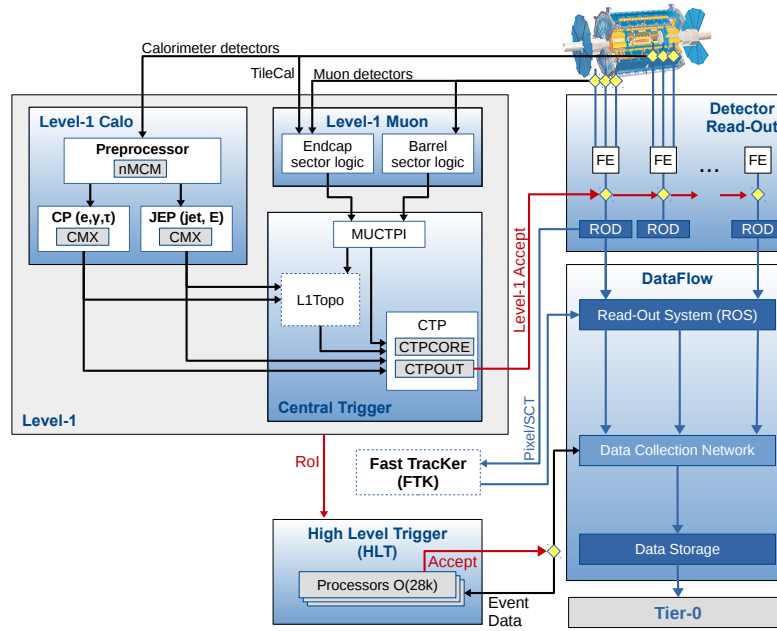 Calorimeter detectors
TileCal
Muon detectors
Level-1 Calo
Preprocessor
nMCM
CP (e,γ,τ)
CMX
JEP (jet, E)
CMX
Level-1 Muon
Endcap
sector logic
Barrel
sector logic
MUCTPI
L1Topo
CTP
CTPCORE
CTPOUT
Central Trigger
Level-1
Level-1 Accept
Detector
Read-Out
FE
FE
...
FE
ROD
ROD
ROD
DataFlow
Read-Out System (ROS)
Pixel/SCT
Data Collection Network
Data Storage
Tier-0
RoI
Fast TracKer
(FTK)
High Level Trigger
(HLT)
Accept
Processors O(28k)
Event
Data